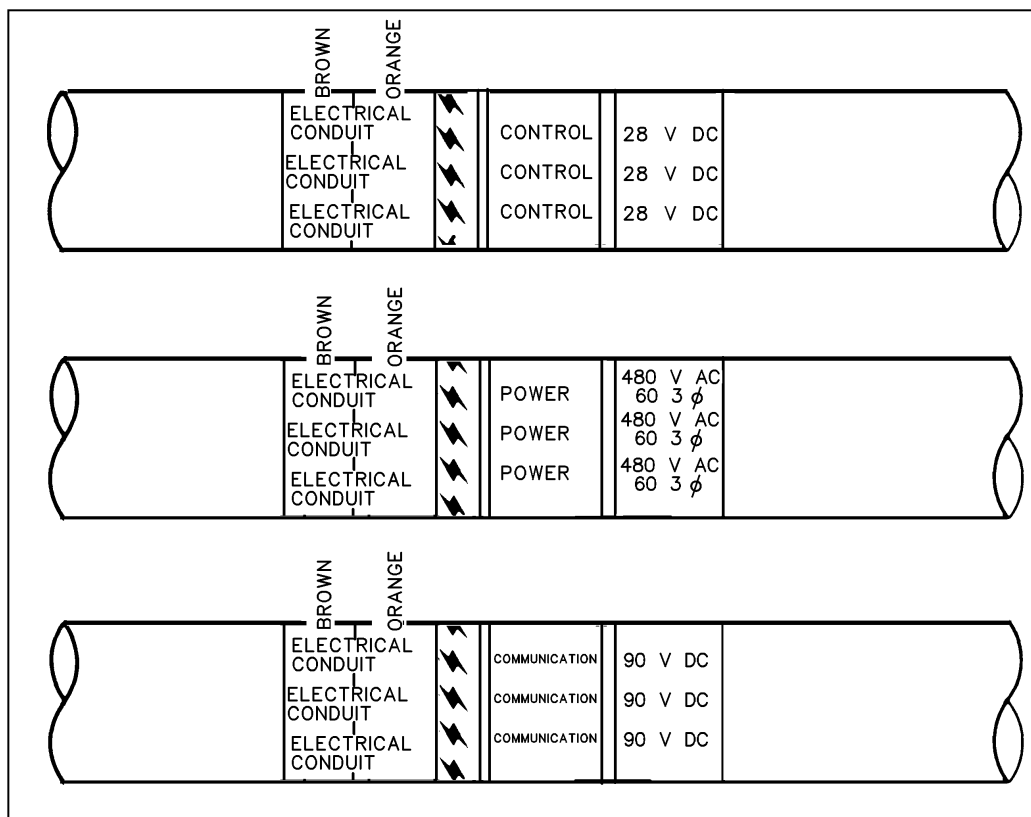 BROWN
ORANGE
ELECTRICAL
CONDUIT
ELECTRICAL
CONDUIT
ELECTRICAL
CONDUIT
CONTROL
CONTROL
CONTROL
28 V DC
28 V DC
28 V DC
BROWN
ORANGE
ELECTRICAL
CONDUIT
ELECTRICAL
CONDUIT
ELECTRICAL
CONDUIT
POWER
POWER
POWER
480 V AC
60 3 ϕ
480 V AC
60 3 ϕ
480 V AC
60 3 ϕ
BROWN
ORANGE
ELECTRICAL
CONDUIT
ELECTRICAL
CONDUIT
ELECTRICAL
CONDUIT
COMMUNICATION
COMMUNICATION
COMMUNICATION
90 V DC
90 V DC
90 V DC